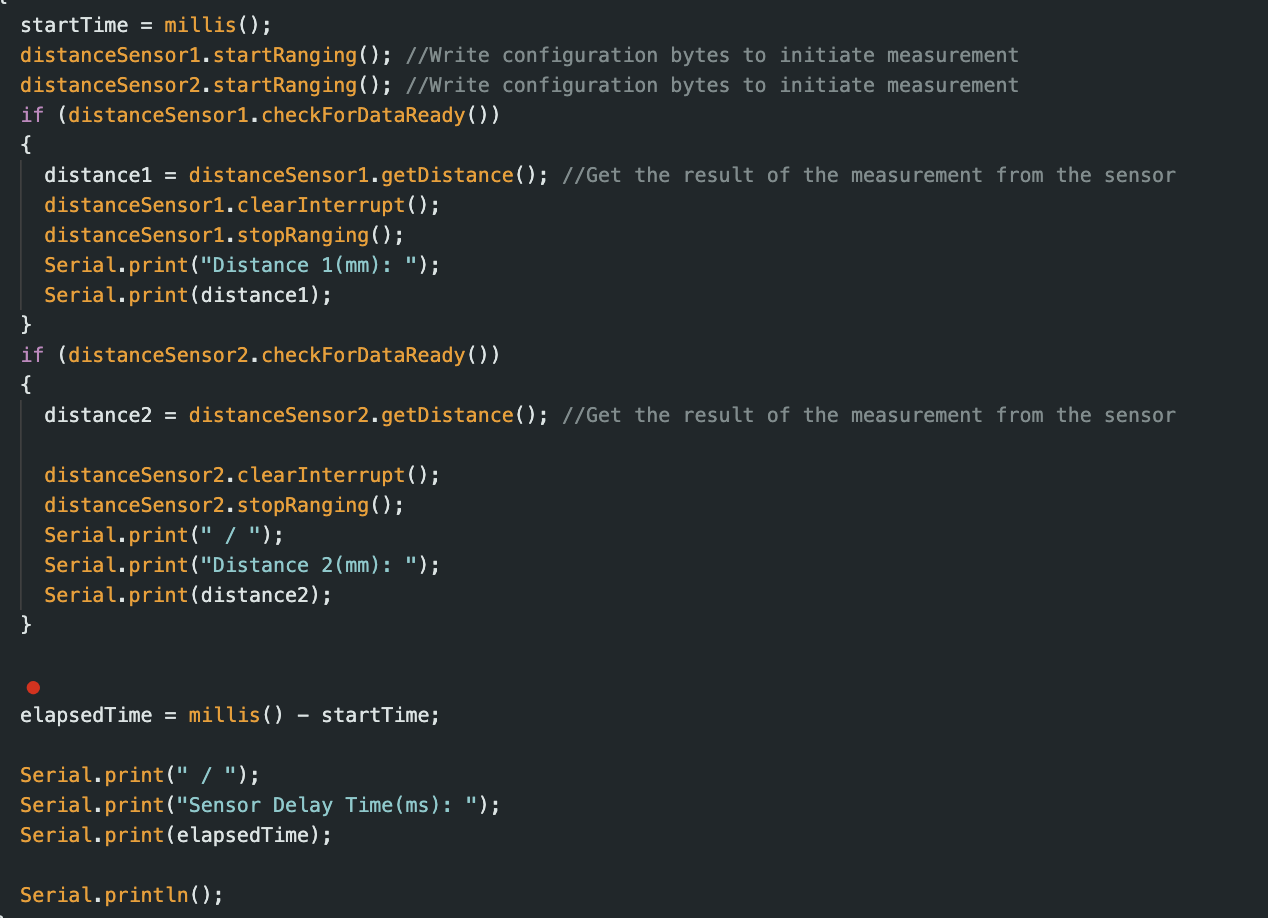 startTime = millis();
distanceSensor1.startRanging(); //Write configuration bytes to initiate measurement
distanceSensor2.startRanging(); //Write configuration bytes to initiate measurement
if (distanceSensor1.checkForDataReady())
{
distance1 = distanceSensor1.getDistance(); //Get the result of the measurement from the sensor
distanceSensor1.clearInterrupt();
distanceSensor1.stopRanging();
Serial.print("Distance 1(mm): ");
Serial.print(distance1);
}
if (distanceSensor2.checkForDataReady())
{
distance2 = distanceSensor2.getDistance(); //Get the result of the measurement from the sensor
distanceSensor2.clearInterrupt();
distanceSensor2.stopRanging();
Serial.print(" / ");
Serial.print("Distance 2(mm): ");
Serial.print(distance2);
}
elapsedTime = millis() - startTime;
Serial.print(" / ");
Serial.print("Sensor Delay Time(ms): ");
Serial.print(elapsedTime);
Serial.println();